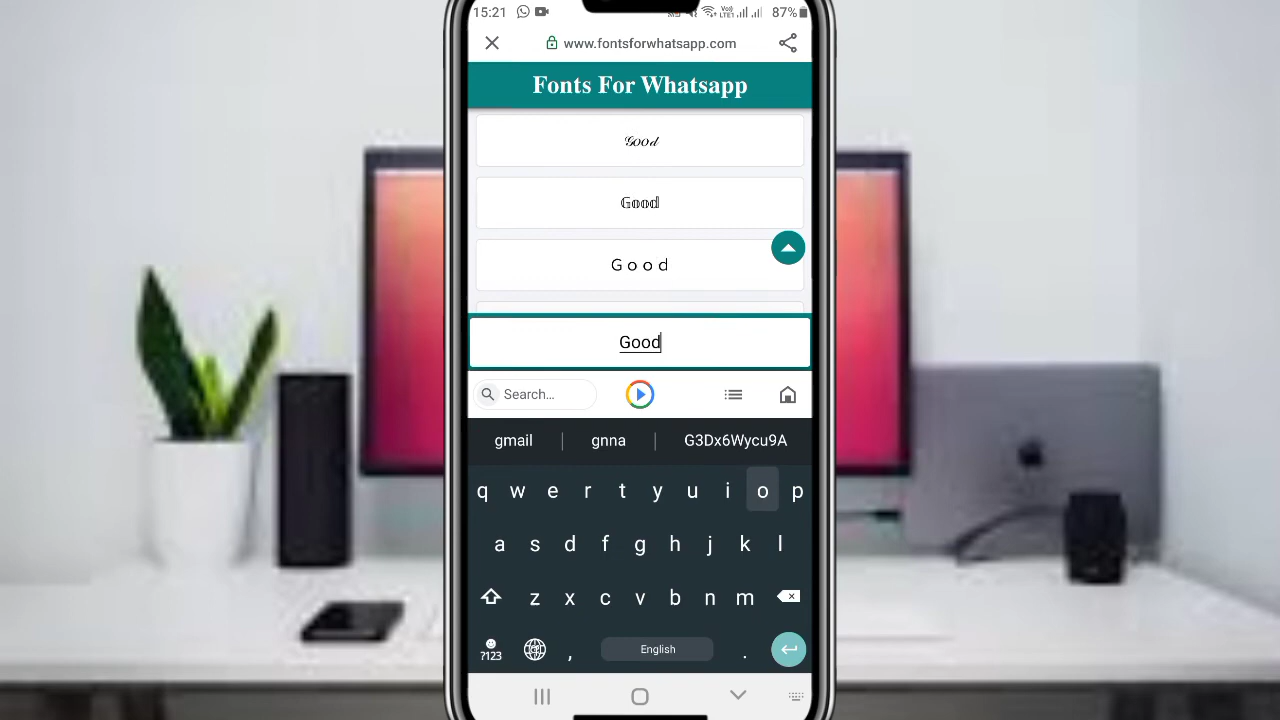 15:21 87%
www.fontsforwhatsapp.com
Fonts For Whatsapp
𝒢𝑜𝑜𝒹
𝔾𝕠𝕠𝕕
G o o d
Good
Search...
gmail gnna G3Dx6Wycu9A
q w e r t y u i o p
a s d f g h j k l
z x c v b n m
?123 , English .